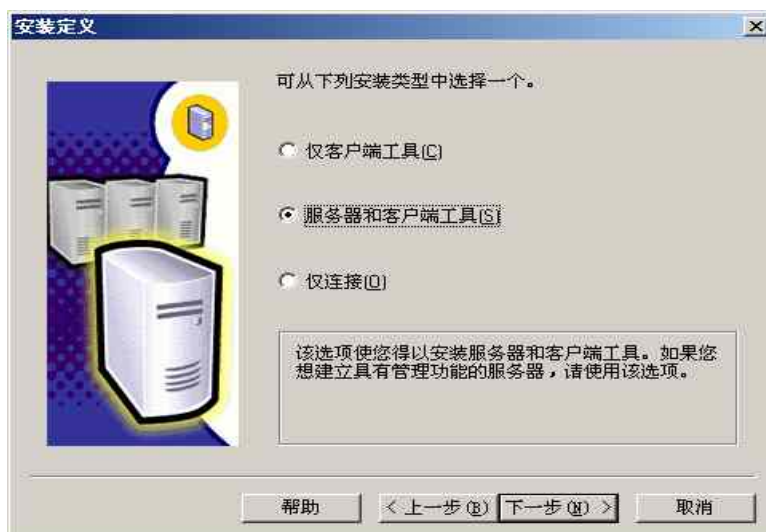 安装定义
可从下列安装类型中选择一个。
仅客户端工具(C)
服务器和客户端工具(S)
仅连接(O)
该选项使您得以安装服务器和客户端工具。如果您
想建立具有管理功能的服务器，请使用该选项。
帮助
< 上一步(B)
下一步(N) >
取消